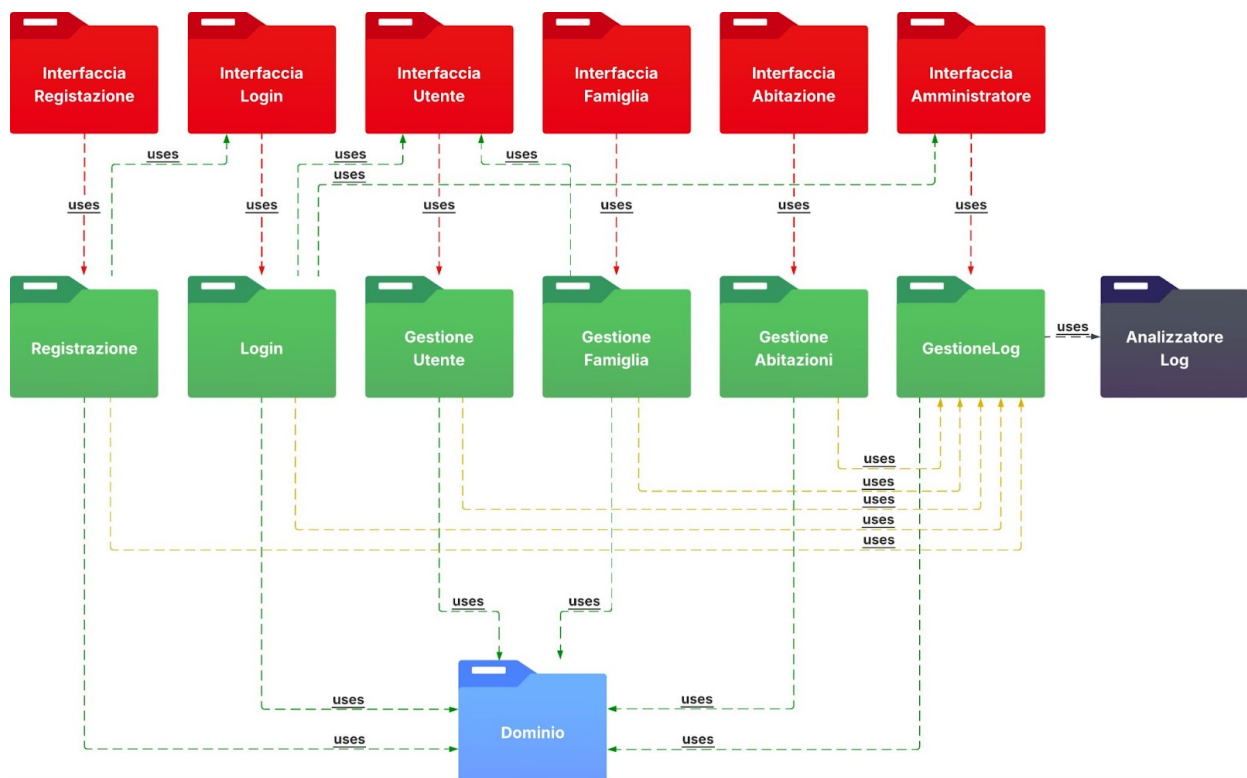 Interfaccia
Registazione
Interfaccia
Login
Interfaccia
Utente
Interfaccia
Famiglia
Interfaccia
Abitazione
Interfaccia
Amministratore
uses
uses
uses
uses
uses
uses
uses
uses
uses
uses
Registrazione
Login
Gestione
Utente
Gestione
Famiglia
Gestione
Abitazioni
GestioneLog
uses
Analizzatore
Log
uses
uses
uses
uses
uses
uses
uses
uses
uses
uses
uses
Dominio